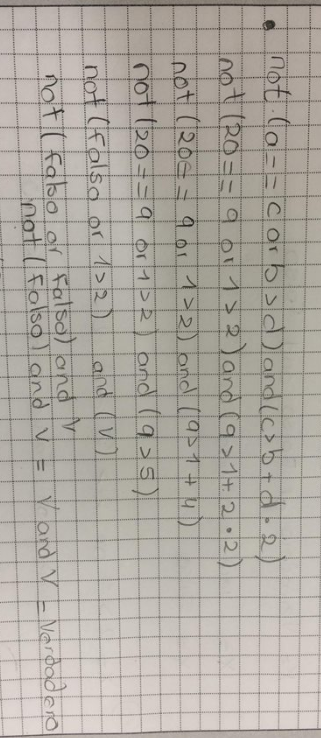 not (a == c or b > d) and (c > b + d · 2)
not (20 == 9 or 1 > 2) and (9 > 1 + 2 · 2)
not (20 == 9 or 1 > 2) and (9 > 1 + 4)
not (20 == 9 or 1 > 2) and (9 > 5)
not (falso or 1 > 2) and (V)
not (falso or falso) and V
not (falso) and V = V and V = Verdadero